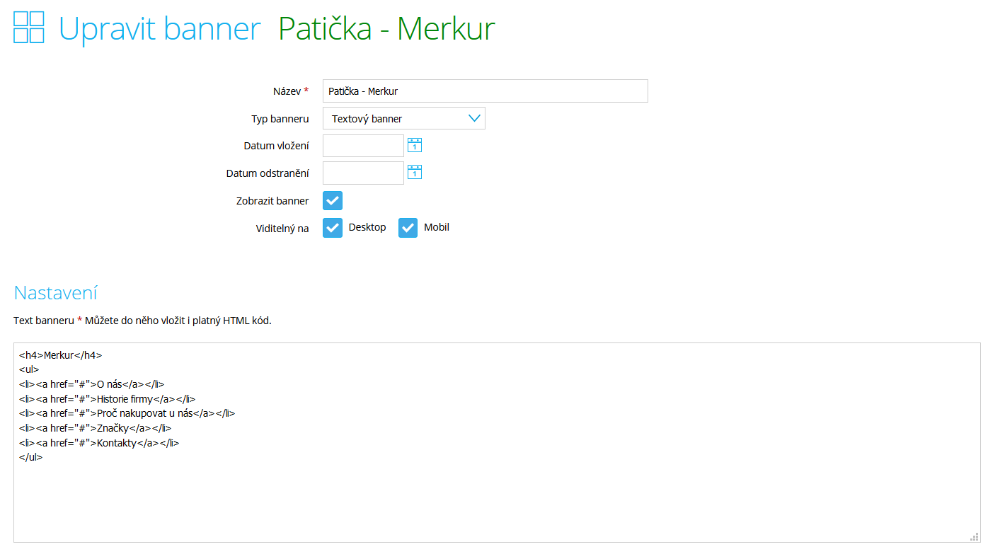 Upravit banner Patička - Merkur
Název * Patička - Merkur
Typ banneru Textový banner
Datum vložení 1
Datum odstranění 1
Zobrazit banner
Viditelný na Desktop Mobil
Nastavení
Text banneru * Můžete do něho vložit i platný HTML kód.
<h4>Merkur</h4>
<ul>
<li><a href="#">O nás</a></li>
<li><a href="#">Historie firmy</a></li>
<li><a href="#">Proč nakupovat u nás</a></li>
<li><a href="#">Značky</a></li>
<li><a href="#">Kontakty</a></li>
</ul>